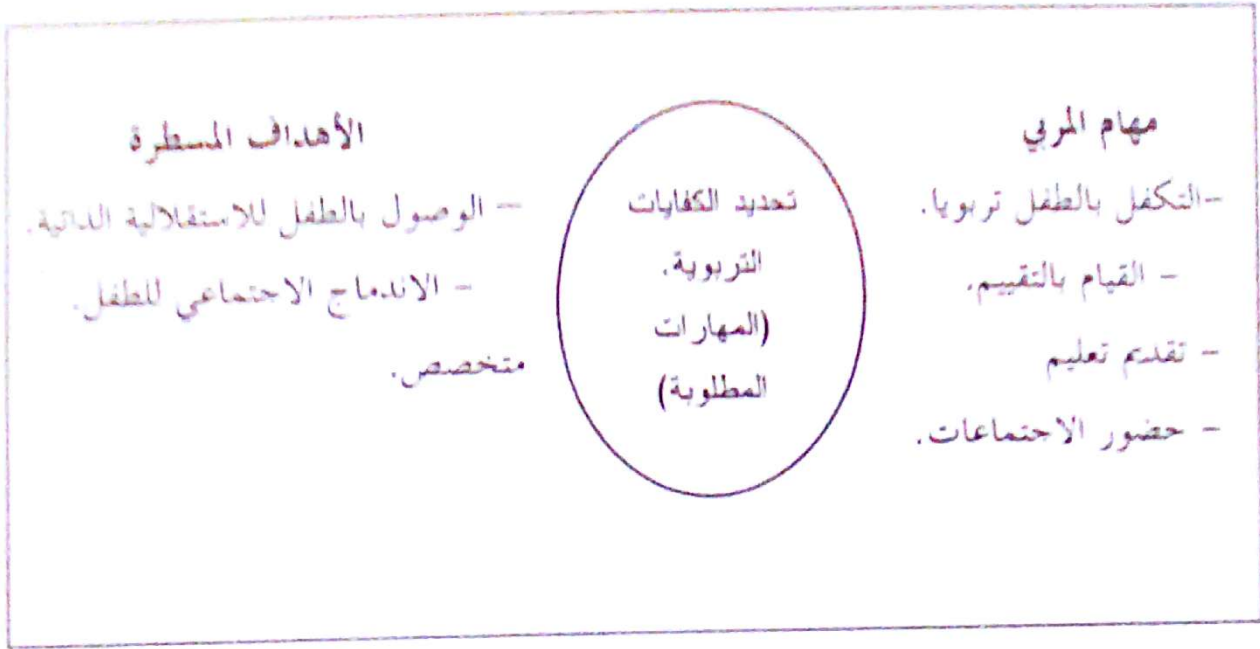 مهام المربي
-التكفل بالطفل تربويا.
- القيام بالتقييم.
- تقديم تعليم
- حضور الاجتماعات.
تحديد الكفايات
التربوية.
(المهارات
المطلوبة)
الأهداف المسطرة
– الوصول بالطفل للاستقلالية الذاتية.
- الاندماج الاجتماعي للطفل.
متخصص.